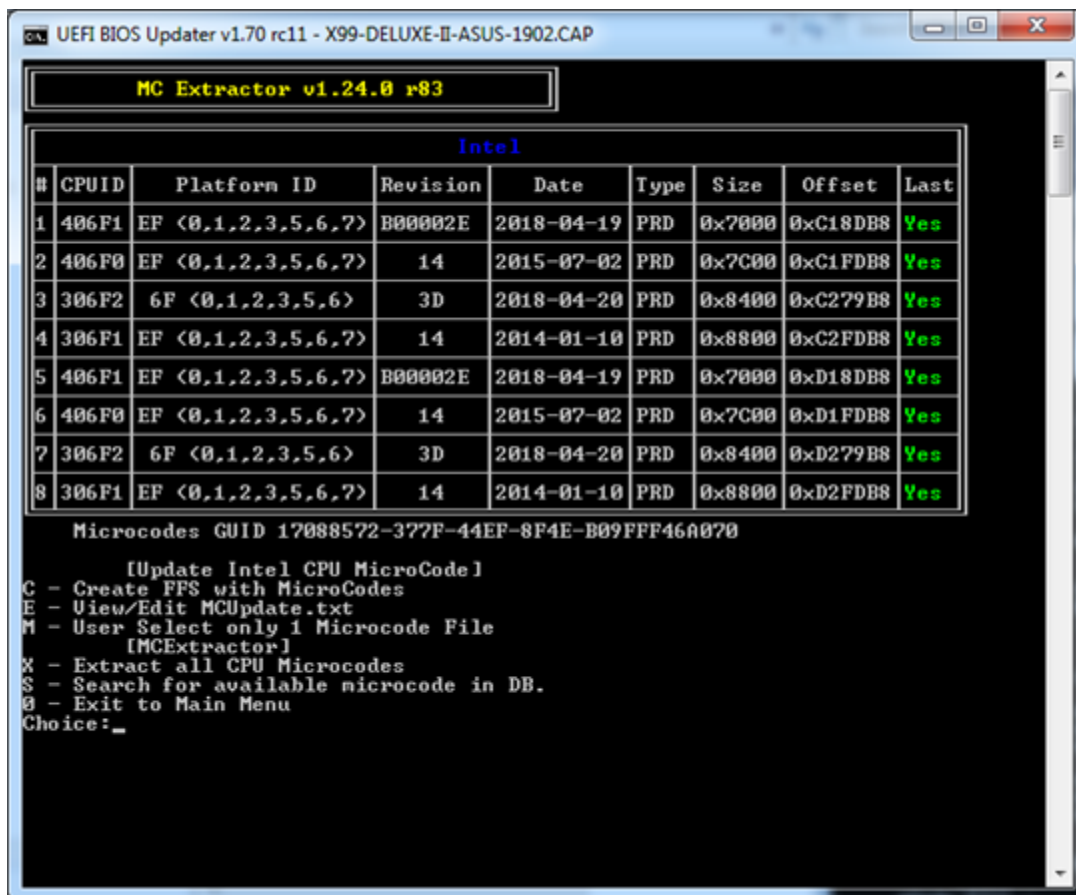 UEFI BIOS Updater v1.70 rc11 - X99-DELUXE-II-ASUS-1902.CAP
MC Extractor v1.24.0 r83
Intel
# CPUID Platform ID Revision Date Type Size Offset Last
1 406F1 EF (0,1,2,3,5,6,7) B00002E 2018-04-19 PRD 0x7000 0xC18DB8 Yes
2 406F0 EF (0,1,2,3,5,6,7) 14 2015-07-02 PRD 0x7C00 0xC1FDB8 Yes
3 306F2 6F (0,1,2,3,5,6) 3D 2018-04-20 PRD 0x8400 0xC279B8 Yes
4 306F1 EF (0,1,2,3,5,6,7) 14 2014-01-10 PRD 0x8800 0xC2FDB8 Yes
5 406F1 EF (0,1,2,3,5,6,7) B00002E 2018-04-19 PRD 0x7000 0xD18DB8 Yes
6 406F0 EF (0,1,2,3,5,6,7) 14 2015-07-02 PRD 0x7C00 0xD1FDB8 Yes
7 306F2 6F (0,1,2,3,5,6) 3D 2018-04-20 PRD 0x8400 0xD279B8 Yes
8 306F1 EF (0,1,2,3,5,6,7) 14 2014-01-10 PRD 0x8800 0xD2FDB8 Yes
Microcodes GUID 17088572-377F-44EF-8F4E-B09FFF46A070
[Update Intel CPU MicroCode]
C - Create FFS with MicroCodes
E - View/Edit MCUpdate.txt
M - User Select only 1 Microcode File
[MCExtractor]
X - Extract all CPU Microcodes
S - Search for available microcode in DB.
0 - Exit to Main Menu
Choice:_